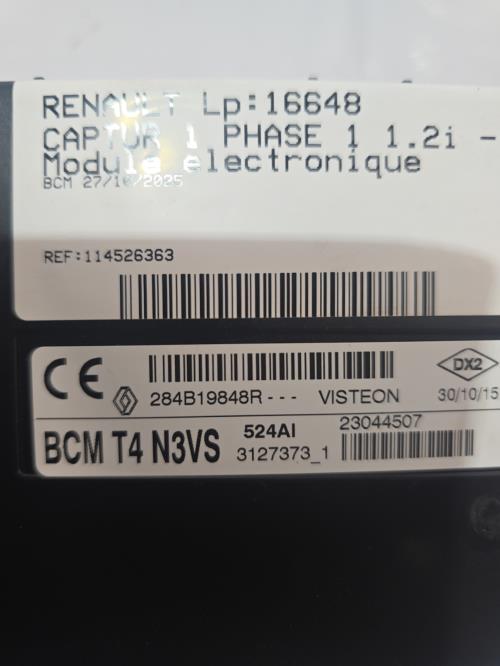 RENAULT Lp:16648
CAPTUR 1 PHASE 1 1.2i -
Module electronique
BCM 27/10/2025
REF:114526363
CE
284B19848R--- VISTEON
DX2
30/10/15
BCM T4 N3VS
524AI
3127373_1
23044507